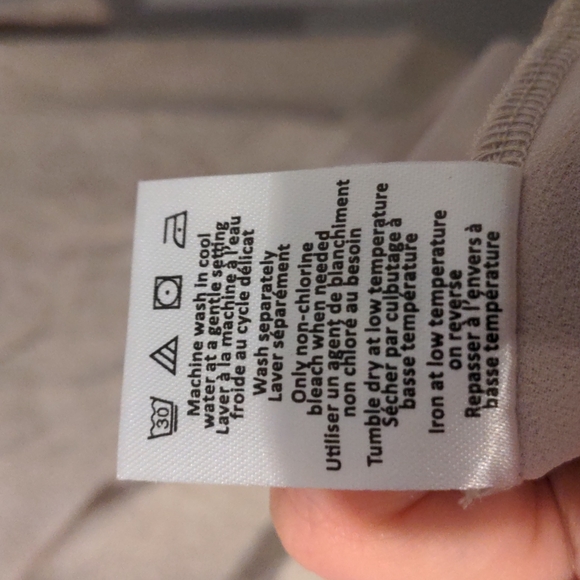 30
Machine wash in cool
water at a gentle setting
Laver à la machine à l'eau
froide au cycle délicat
Wash separately
Laver séparément
Only non-chlorine
bleach when needed
Utiliser un agent de blanchiment
non chloré au besoin
Tumble dry at low temperature
Sécher par culbutage à
basse température
Iron at low temperature
on reverse
Repasser à l'envers à
basse température